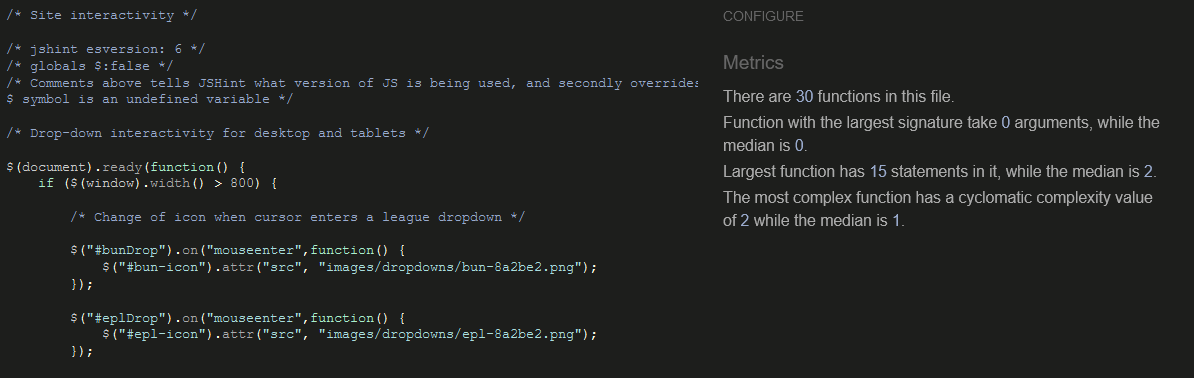 /* Site interactivity */
/* jshint esversion: 6 */
/* globals $:false */
/* Comments above tells JSHint what version of JS is being used, and secondly overrides
$ symbol is an undefined variable */
/* Drop-down interactivity for desktop and tablets */
$(document).ready(function() {
if ($(window).width() > 800) {
/* Change of icon when cursor enters a league dropdown */
$("#bunDrop").on("mouseenter",function() {
$("#bun-icon").attr("src", "images/dropdowns/bun-8a2be2.png");
});
$("#eplDrop").on("mouseenter",function() {
$("#epl-icon").attr("src", "images/dropdowns/epl-8a2be2.png");
});
CONFIGURE
Metrics
There are 30 functions in this file.
Function with the largest signature take 0 arguments, while the
median is 0.
Largest function has 15 statements in it, while the median is 2.
The most complex function has a cyclomatic complexity value
of 2 while the median is 1.